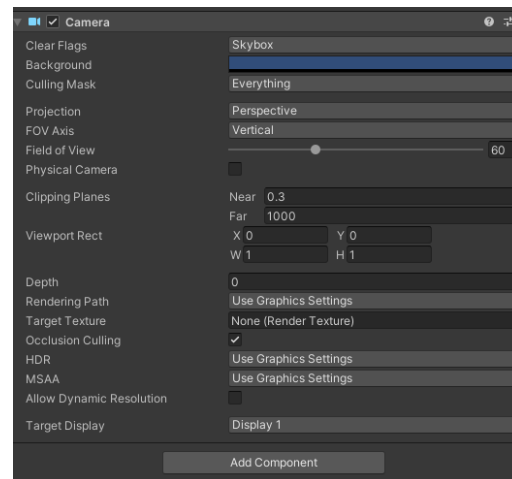 Camera
Clear Flags Skybox
Background
Culling Mask Everything
Projection Perspective
FOV Axis Vertical
Field of View 60
Physical Camera
Clipping Planes Near 0.3
Far 1000
Viewport Rect X 0 Y 0
W 1 H 1
Depth 0
Rendering Path Use Graphics Settings
Target Texture None (Render Texture)
Occlusion Culling
HDR Use Graphics Settings
MSAA Use Graphics Settings
Allow Dynamic Resolution
Target Display Display 1
Add Component